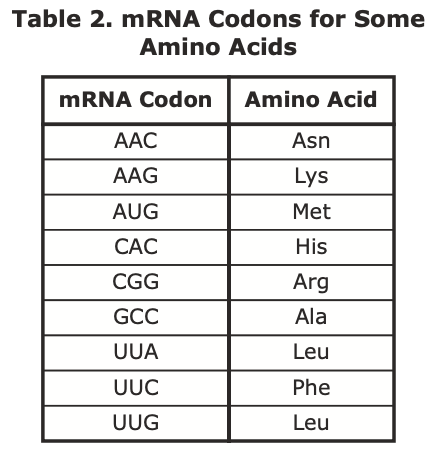 Table 2. mRNA Codons for Some
Amino Acids
mRNA Codon Amino Acid
AAC Asn
AAG Lys
AUG Met
CAC His
CGG Arg
GCC Ala
UUA Leu
UUC Phe
UUG Leu